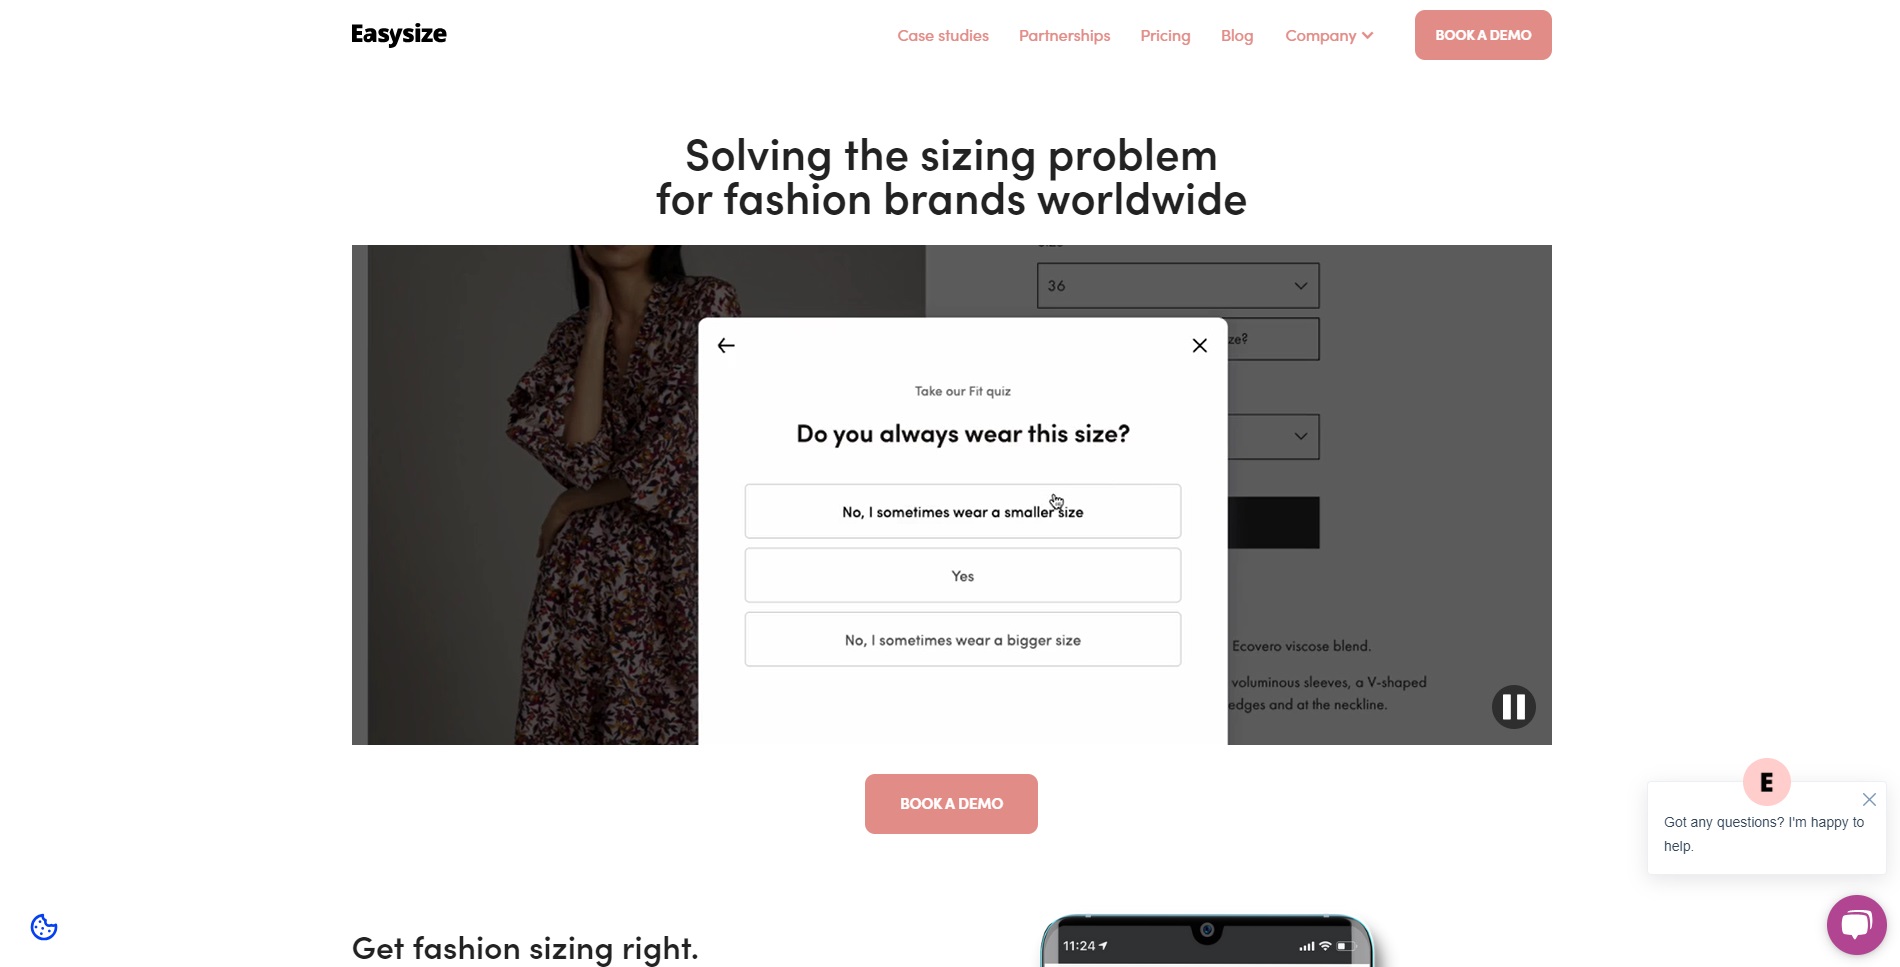 Easysize
Case studies
Partnerships
Pricing
Blog
Company
BOOK A DEMO
Solving the sizing problem
for fashion brands worldwide
36
ze?
Take our Fit quiz
Do you always wear this size?
No, I sometimes wear a smaller size
Yes
No, I sometimes wear a bigger size
Ecovero viscose blend.
voluminous sleeves, a V-shaped
edges and at the neckline.
BOOK A DEMO
E
Got any questions? I'm happy to
help.
Get fashion sizing right.
11:24